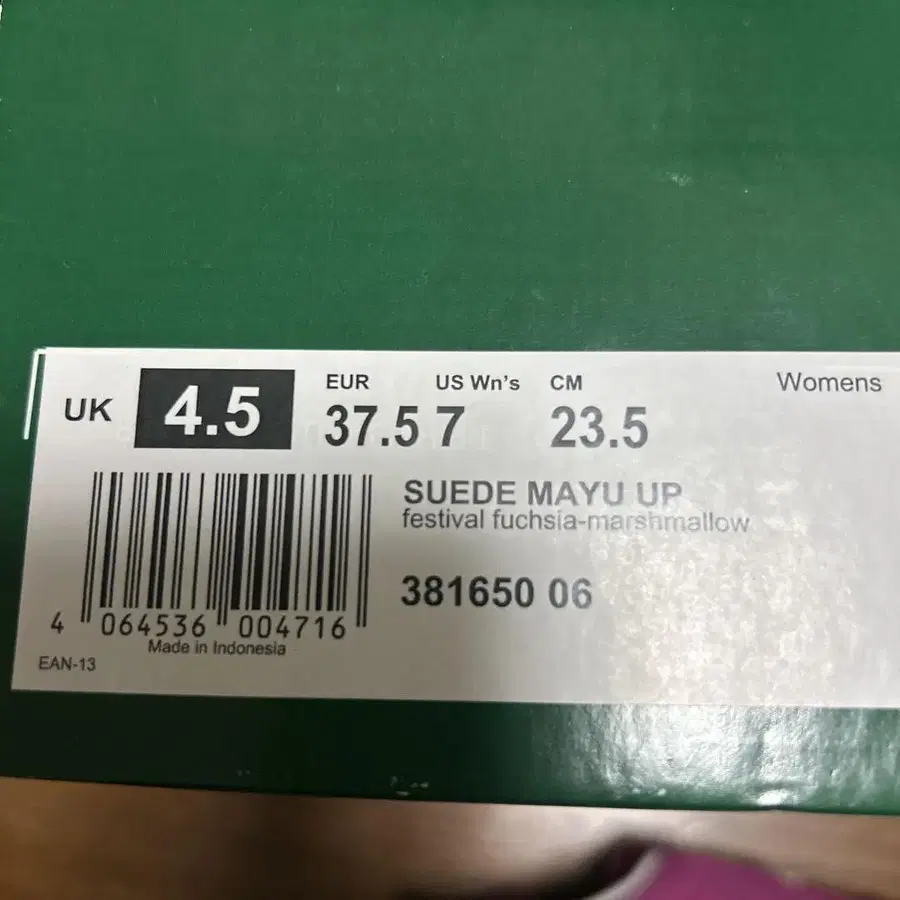 Womens
UK 4.5
EUR US Wn's CM
37.5 7 23.5
SUEDE MAYU UP
festival fuchsia-marshmallow
381650 06
4 064536 004716
Made in Indonesia
EAN-13